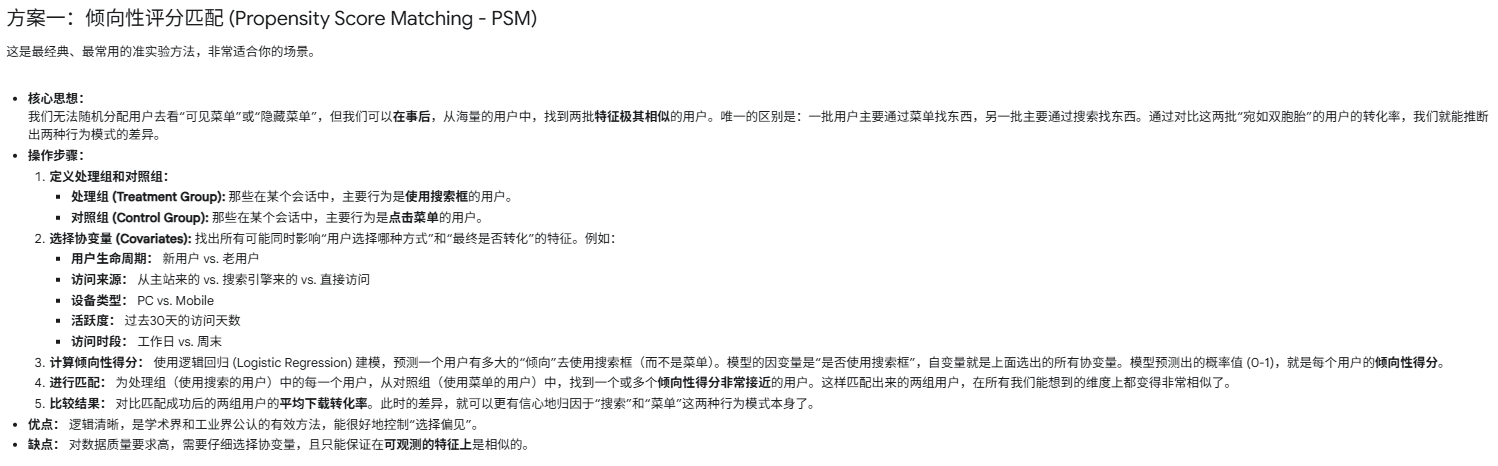 方案一：倾向性评分匹配 (Propensity Score Matching - PSM)
这是最经典、最常用的准实验方法，非常适合你的场景。
• 核心思想：
我们无法随机分配用户去看“可见菜单”或“隐藏菜单”，但我们可以在事后，从海量的用户中，找到两批特征极其相似的用户。唯一的区别是：一批用户主要通过菜单找东西，另一批主要通过搜索找东西。通过对比这两批“宛如双胞胎”的用户的转化率，我们就能推断
出两种行为模式的差异。
• 操作步骤：
1. 定义处理组和对照组：
▪ 处理组 (Treatment Group): 那些在某个会话中，主要行为是使用搜索框的用户。
▪ 对照组 (Control Group): 那些在某个会话中，主要行为是点击菜单的用户。
2. 选择协变量 (Covariates): 找出所有可能同时影响“用户选择哪种方式”和“最终是否转化”的特征。例如：
▪ 用户生命周期： 新用户 vs. 老用户
▪ 访问来源： 从主站来的 vs. 搜索引擎来的 vs. 直接访问
▪ 设备类型： PC vs. Mobile
▪ 活跃度： 过去30天的访问天数
▪ 访问时段： 工作日 vs. 周末
3. 计算倾向性得分： 使用逻辑回归 (Logistic Regression) 建模，预测一个用户有多大的“倾向”去使用搜索框（而不是菜单）。模型的因变量是“是否使用搜索框”，自变量就是上面选出的所有协变量。模型预测出的概率值 (0-1)，就是每个用户的倾向性得分。
4. 进行匹配： 为处理组（使用搜索的用户）中的每一个用户，从对照组（使用菜单的用户）中，找到一个或多个倾向性得分非常接近的用户。这样匹配出来的两组用户，在所有我们能想到的维度上都变得非常相似了。
5. 比较结果： 对比匹配成功后的两组用户的平均下载转化率。此时的差异，就可以更有信心地归因于“搜索”和“菜单”这两种行为模式本身了。
• 优点： 逻辑清晰，是学术界和工业界公认的有效方法，能很好地控制“选择偏见”。
• 缺点： 对数据质量要求高，需要仔细选择协变量，且只能保证在可观测的特征上是相似的。